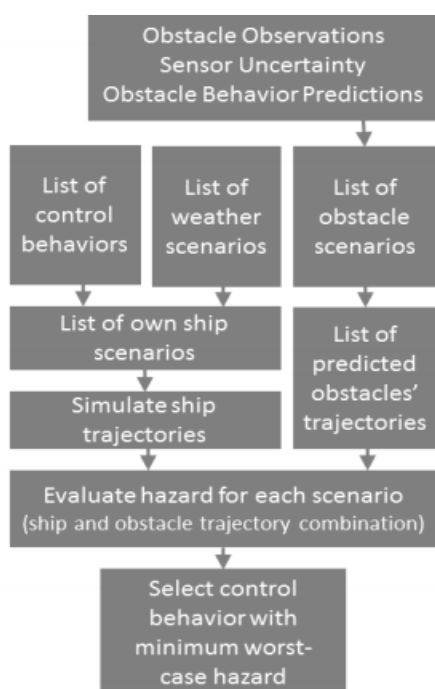 Obstacle Observations
Sensor Uncertainty
Obstacle Behavior Predictions
List of
control
behaviors
List of
weather
scenarios
List of
obstacle
scenarios
List of own ship
scenarios
List of
predicted
obstacles’
trajectories
Simulate ship
trajectories
Evaluate hazard for each scenario
(ship and obstacle trajectory combination)
Select control
behavior with
minimum worst-
case hazard